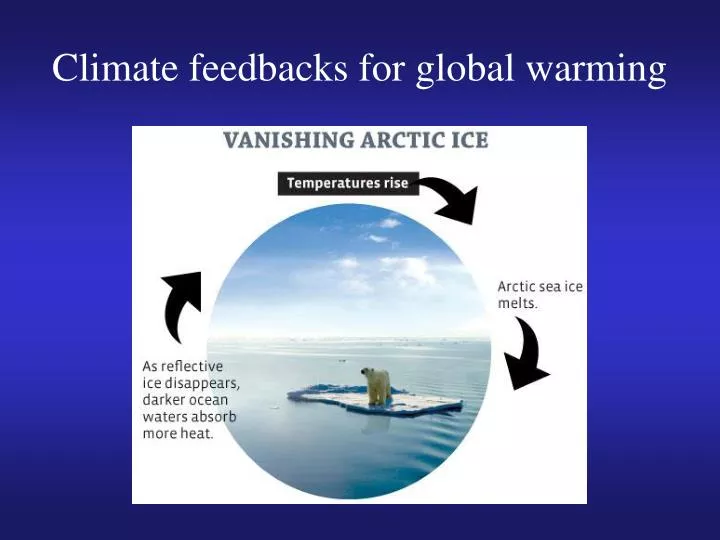 Climate feedbacks for global warming
VANISHING ARCTIC ICE
Temperatures rise
Arctic sea ice
melts.
As reflective
ice disappears,
darker ocean
waters absorb
more heat.